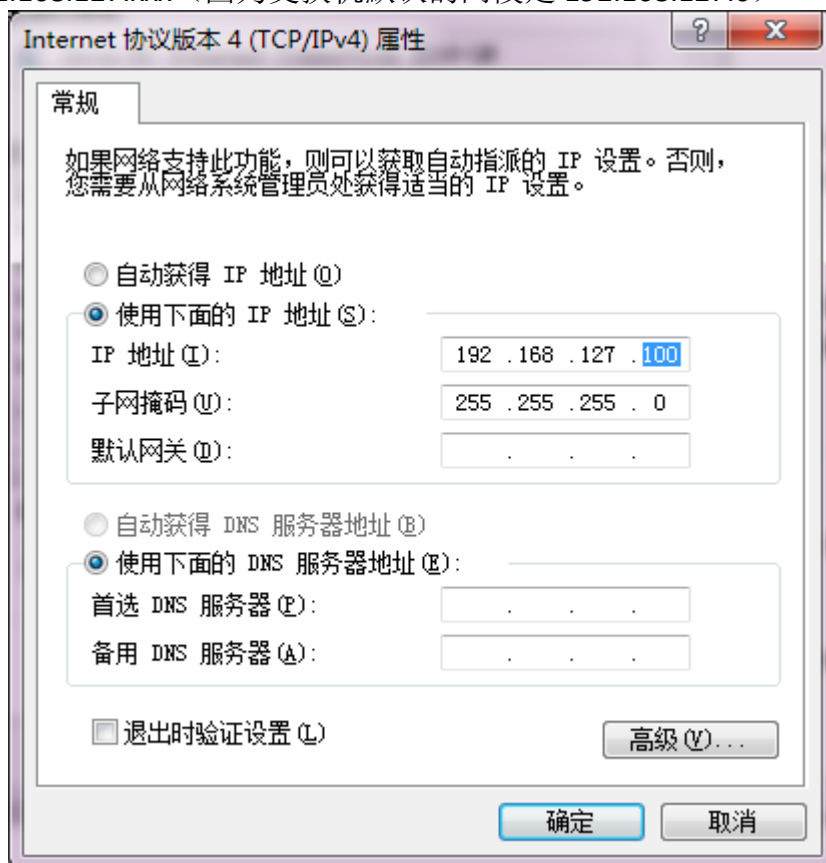 Internet 协议版本 4 (TCP/IPv4) 属性
常规
如果网络支持此功能，则可以获取自动指派的 IP 设置。否则，
您需要从网络系统管理员处获得适当的 IP 设置。
自动获得 IP 地址(O)
使用下面的 IP 地址(S):
IP 地址(I): 192 .168 .127 .100
子网掩码(U): 255 .255 .255 . 0
默认网关(D): . . .
自动获得 DNS 服务器地址(B)
使用下面的 DNS 服务器地址(E):
首选 DNS 服务器(P): . . .
备用 DNS 服务器(A): . . .
退出时验证设置(L)
高级(V)...
确定 取消